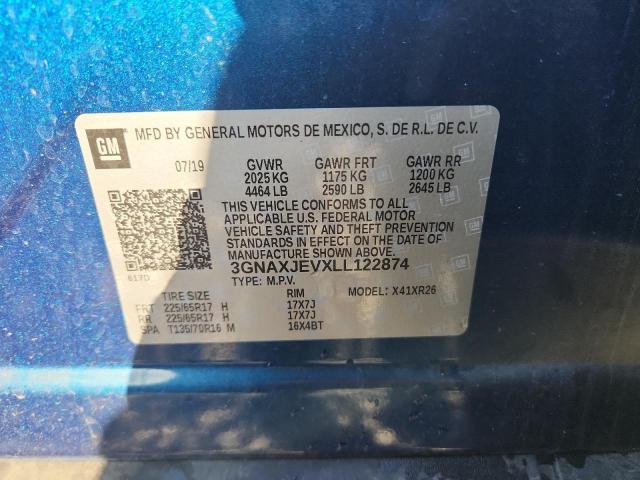 GM
MFD BY GENERAL MOTORS DE MEXICO, S. DE R.L. DE C.V.
07/19 GVWR GAWR FRT GAWR RR
2025 KG 1175 KG 1200 KG
4464 LB 2590 LB 2645 LB
THIS VEHICLE CONFORMS TO ALL
APPLICABLE U.S. FEDERAL MOTOR
VEHICLE SAFETY AND THEFT PREVENTION
STANDARDS IN EFFECT ON THE DATE OF
MANUFACTURE SHOWN ABOVE.
617D 3GNAXJEVXLL122874
TYPE: M.P.V. MODEL: X41XR26
TIRE SIZE RIM
FRT 225/65R17 H 17X7J
RR 225/65R17 H 17X7J
SPA T135/70R16 M 16X4BT